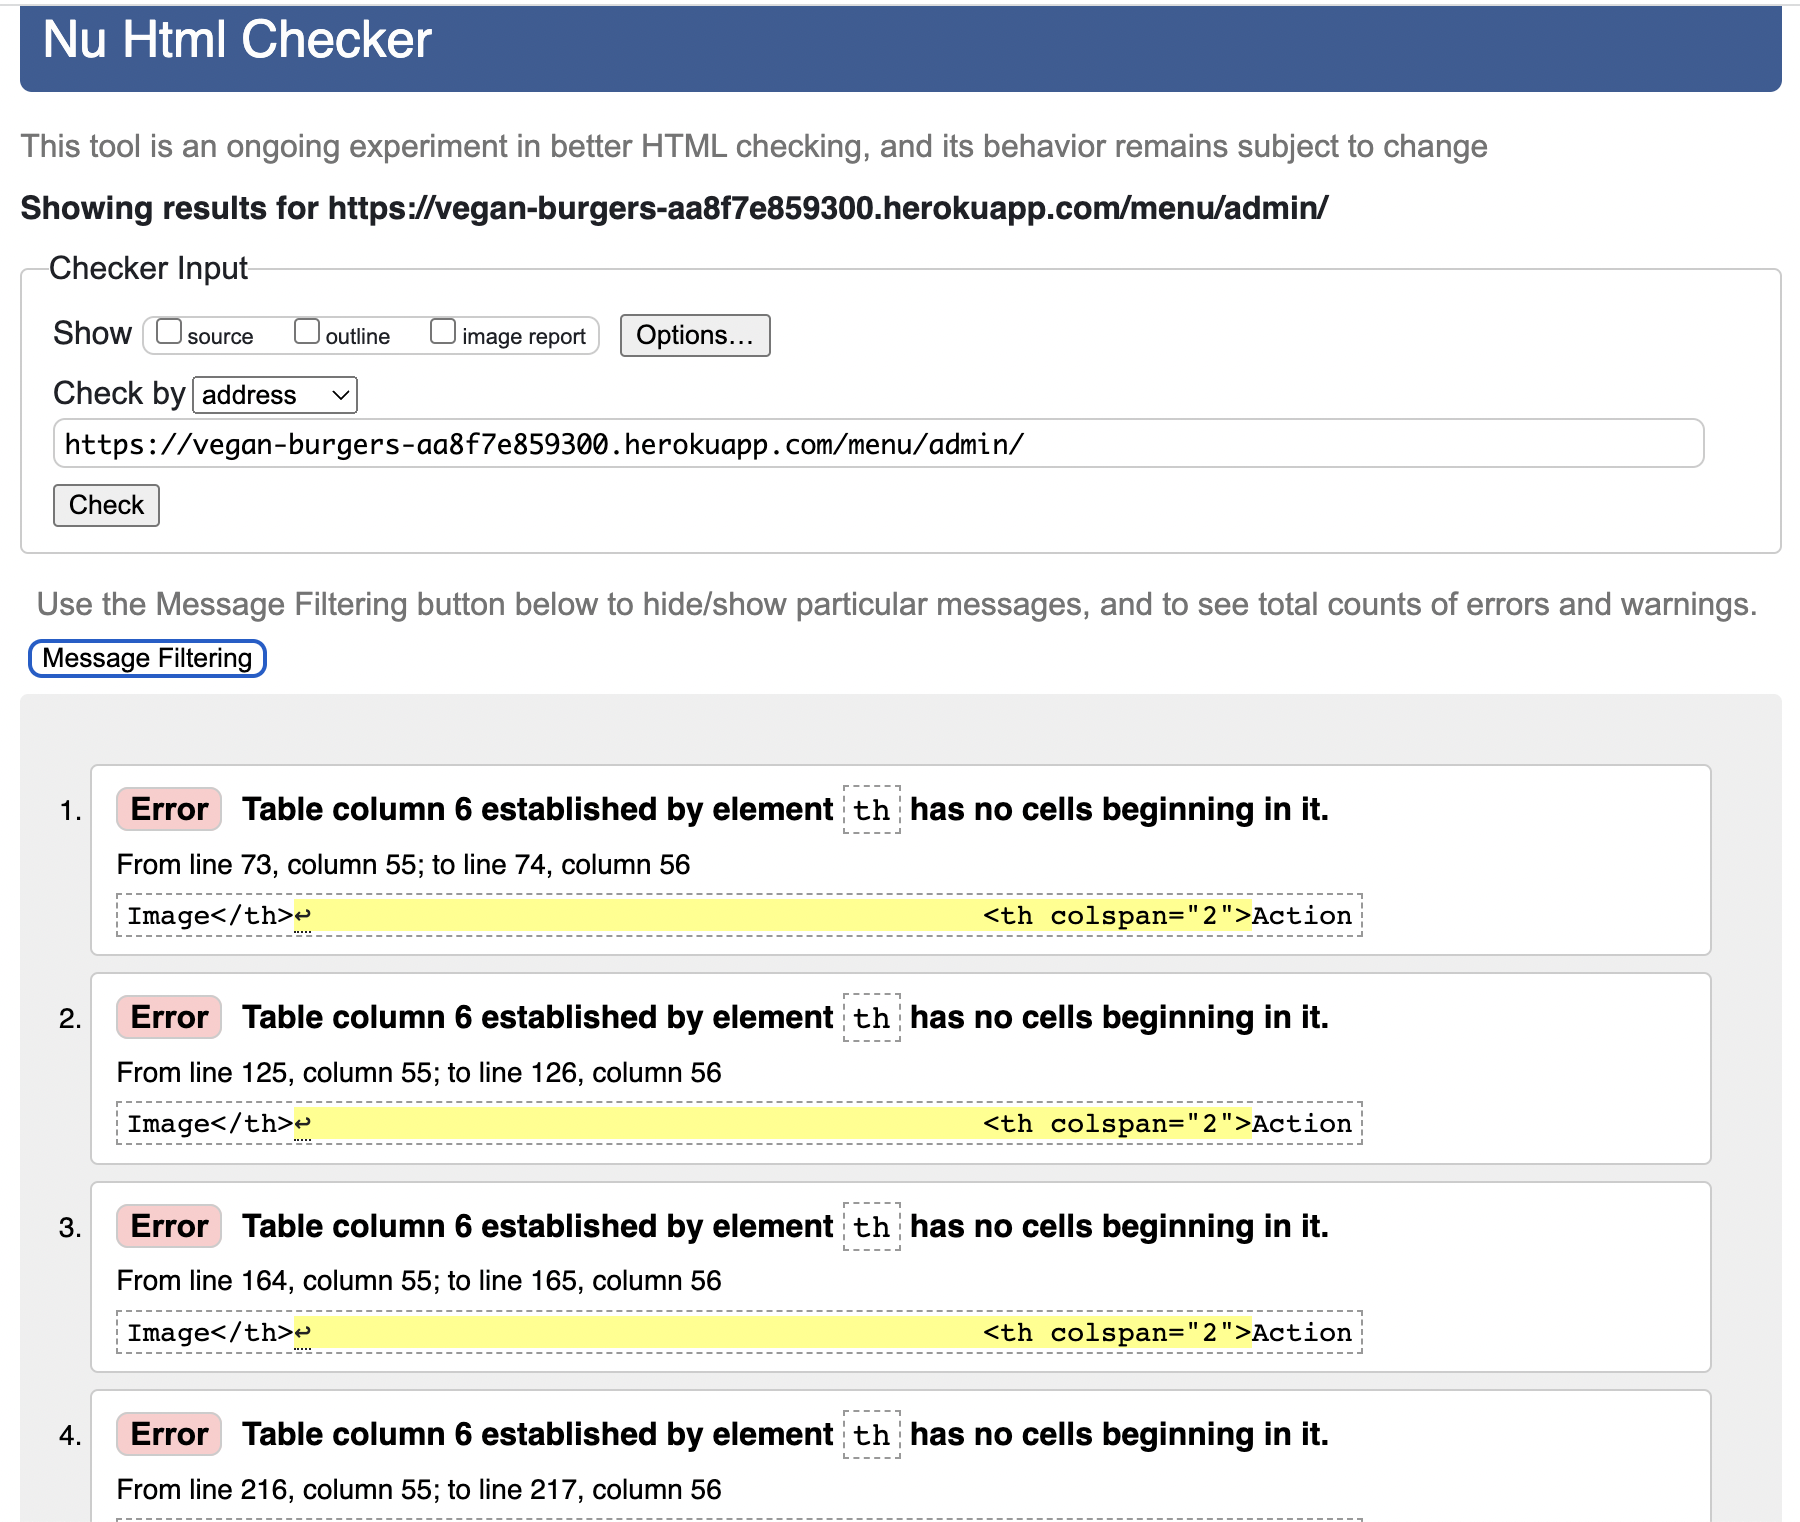 Nu Html Checker
This tool is an ongoing experiment in better HTML checking, and its behavior remains subject to change
Showing results for https://vegan-burgers-aa8f7e859300.herokuapp.com/menu/admin/
Checker Input
Show source outline image report Options...
Check by address
https://vegan-burgers-aa8f7e859300.herokuapp.com/menu/admin/
Check
Use the Message Filtering button below to hide/show particular messages, and to see total counts of errors and warnings.
Message Filtering
1. Error Table column 6 established by element th has no cells beginning in it.
From line 73, column 55; to line 74, column 56
Image</th>↩ <th colspan="2">Action
2. Error Table column 6 established by element th has no cells beginning in it.
From line 125, column 55; to line 126, column 56
Image</th>↩ <th colspan="2">Action
3. Error Table column 6 established by element th has no cells beginning in it.
From line 164, column 55; to line 165, column 56
Image</th>↩ <th colspan="2">Action
4. Error Table column 6 established by element th has no cells beginning in it.
From line 216, column 55; to line 217, column 56